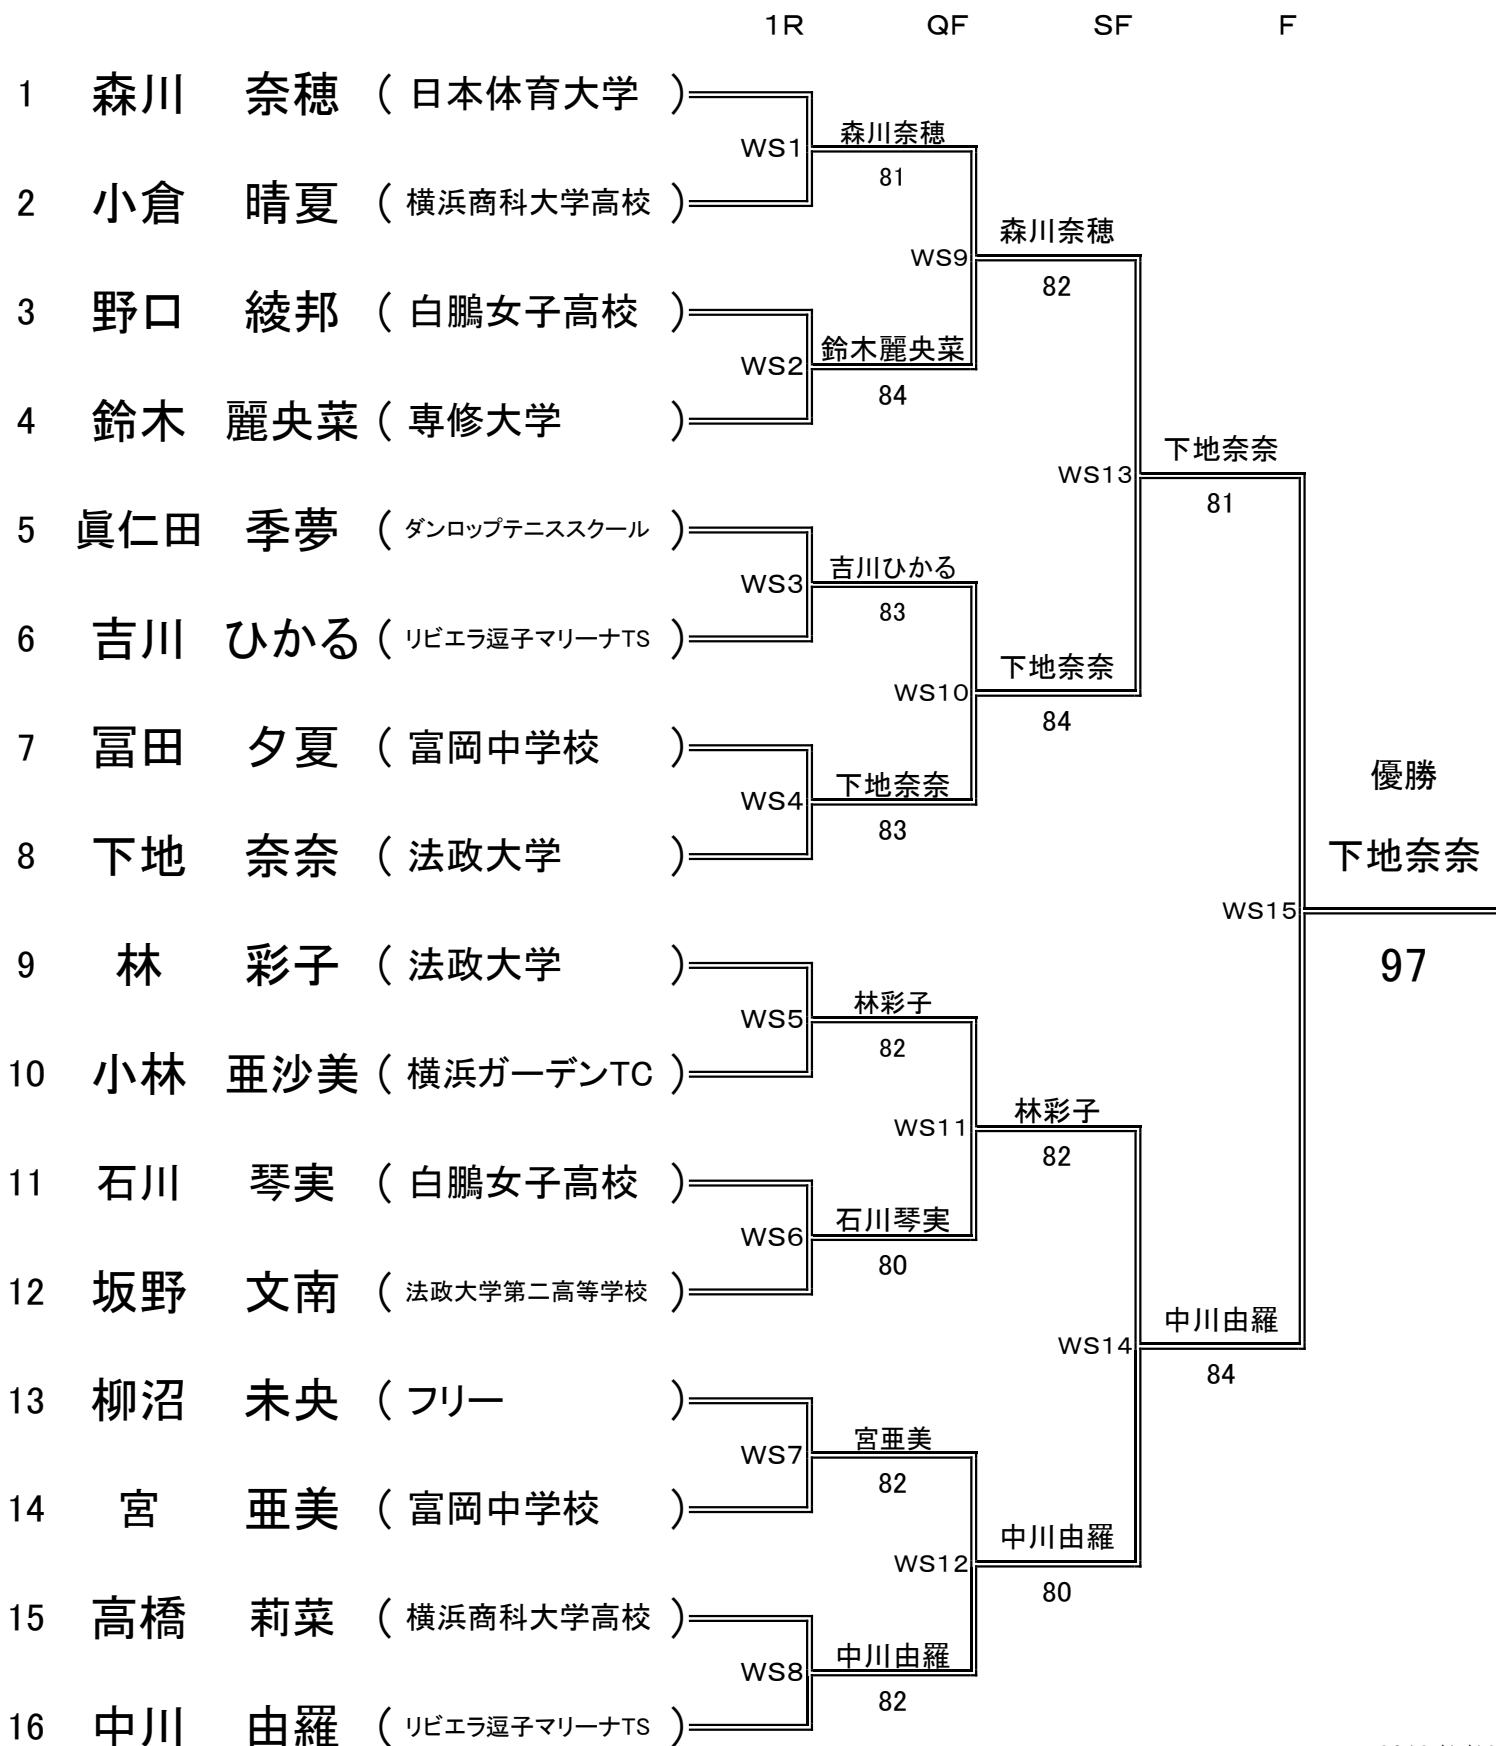 1R QF SF F
1 森川 奈穂 ( 日本体育大学 )
森川奈穂
WS1
81
2 小倉 晴夏 ( 横浜商科大学高校 )
森川奈穂
WS9
82
3 野口 綾邦 ( 白鵬女子高校 )
鈴木麗央菜
WS2
84
4 鈴木 麗央菜 ( 専修大学 )
下地奈奈
WS13
81
5 眞仁田 季夢 ( ダンロップテニススクール )
吉川ひかる
WS3
83
6 吉川 ひかる ( リビエラ逗子マリーナTS )
下地奈奈
WS10
84
7 冨田 夕夏 ( 富岡中学校 )
優勝
下地奈奈
WS4
83
8 下地 奈奈 ( 法政大学 )
下地奈奈
WS15
97
9 林 彩子 ( 法政大学 )
林彩子
WS5
82
10 小林 亜沙美 ( 横浜ガーデンTC )
林彩子
WS11
82
11 石川 琴実 ( 白鵬女子高校 )
石川琴実
WS6
80
12 坂野 文南 ( 法政大学第二高等学校 )
中川由羅
WS14
84
13 柳沼 未央 ( フリー )
宮亜美
WS7
82
14 宮 亜美 ( 富岡中学校 )
中川由羅
WS12
80
15 高橋 莉菜 ( 横浜商科大学高校 )
中川由羅
WS8
82
16 中川 由羅 ( リビエラ逗子マリーナTS )